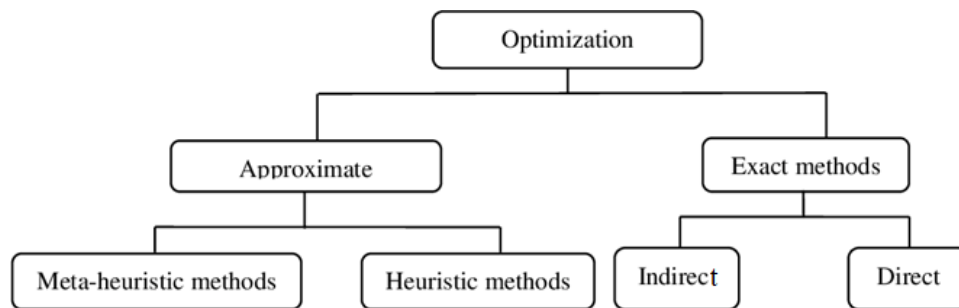 Optimization
Approximate
Exact methods
Meta-heuristic methods
Heuristic methods
Indirect
Direct